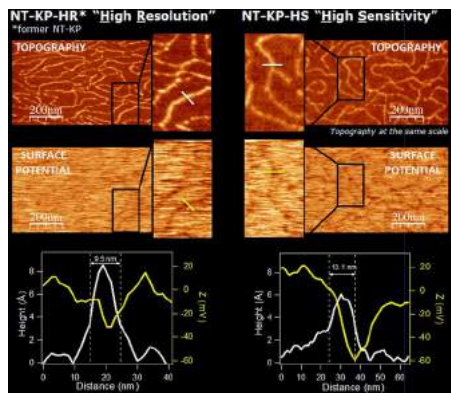 NT-KP-HR* "High Resolution"
*former NT-KP
TOPOGRAPHY
200nm
SURFACE
POTENTIAL
200nm
9.5 nm
Height (Å)
8
6
4
2
0
Z (mV)
20
0
-20
-40
-60
0 10 20 30 40
Distance (nm)
NT-KP-HS "High Sensitivity"
TOPOGRAPHY
200nm
Topography at the same scale
SURFACE
POTENTIAL
200nm
13.1 nm
Height (Å)
8
6
4
2
0
Z (mV)
20
0
-20
-40
-60
0 10 20 30 40 50 60
Distance (nm)